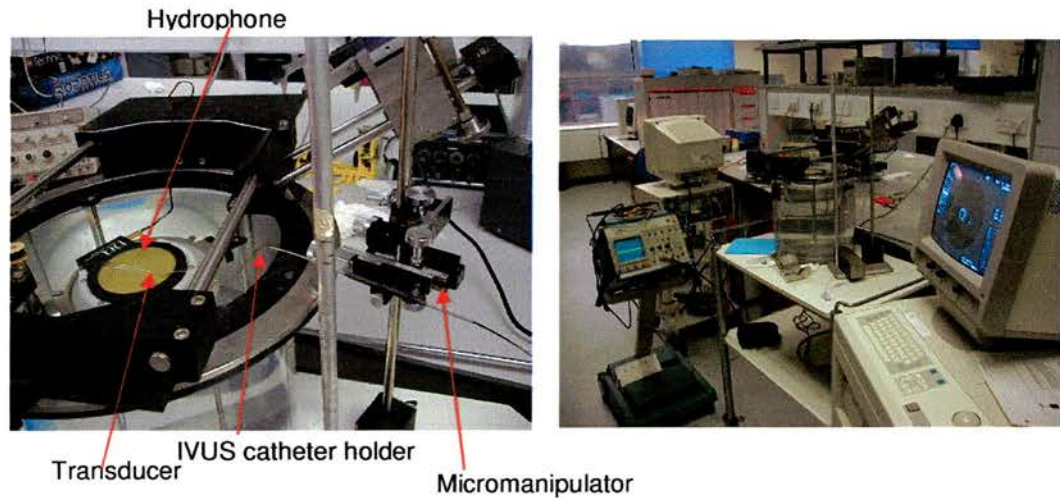 Hydrophone
Transducer
IVUS catheter holder
Micromanipulator